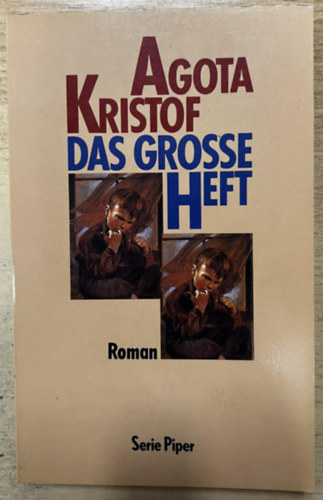 AGOTA
KRISTOF
DAS GROSSE
HEFT
Roman
Serie Piper